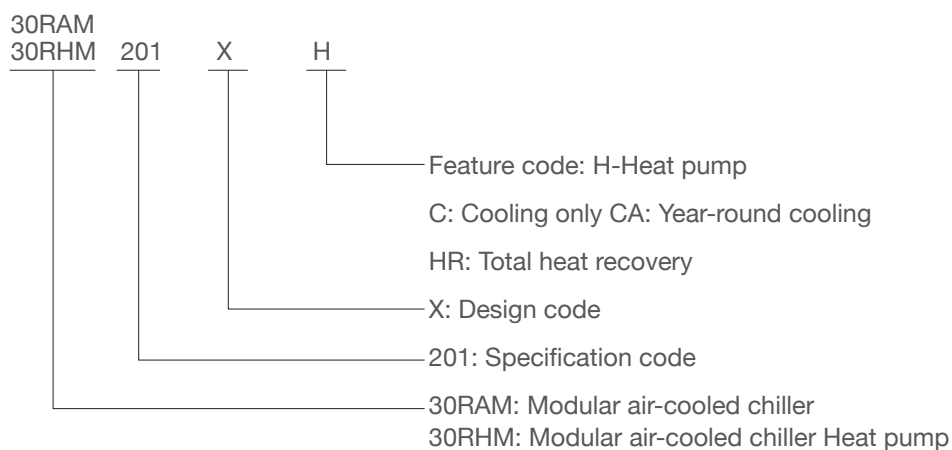 30RAM
30RHM 201 X H
Feature code: H-Heat pump
C: Cooling only CA: Year-round cooling
HR: Total heat recovery
X: Design code
201: Specification code
30RAM: Modular air-cooled chiller
30RHM: Modular air-cooled chiller Heat pump